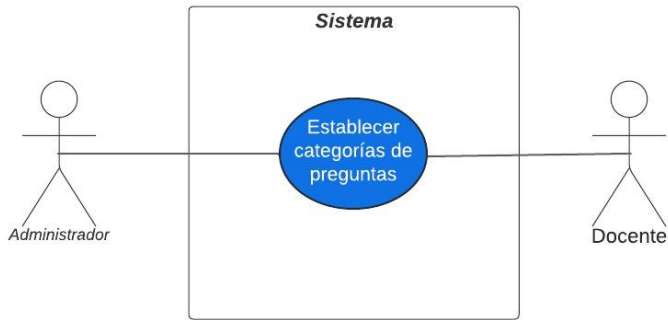 Sistema
Establecer
categorías de
preguntas
Administrador
Docente